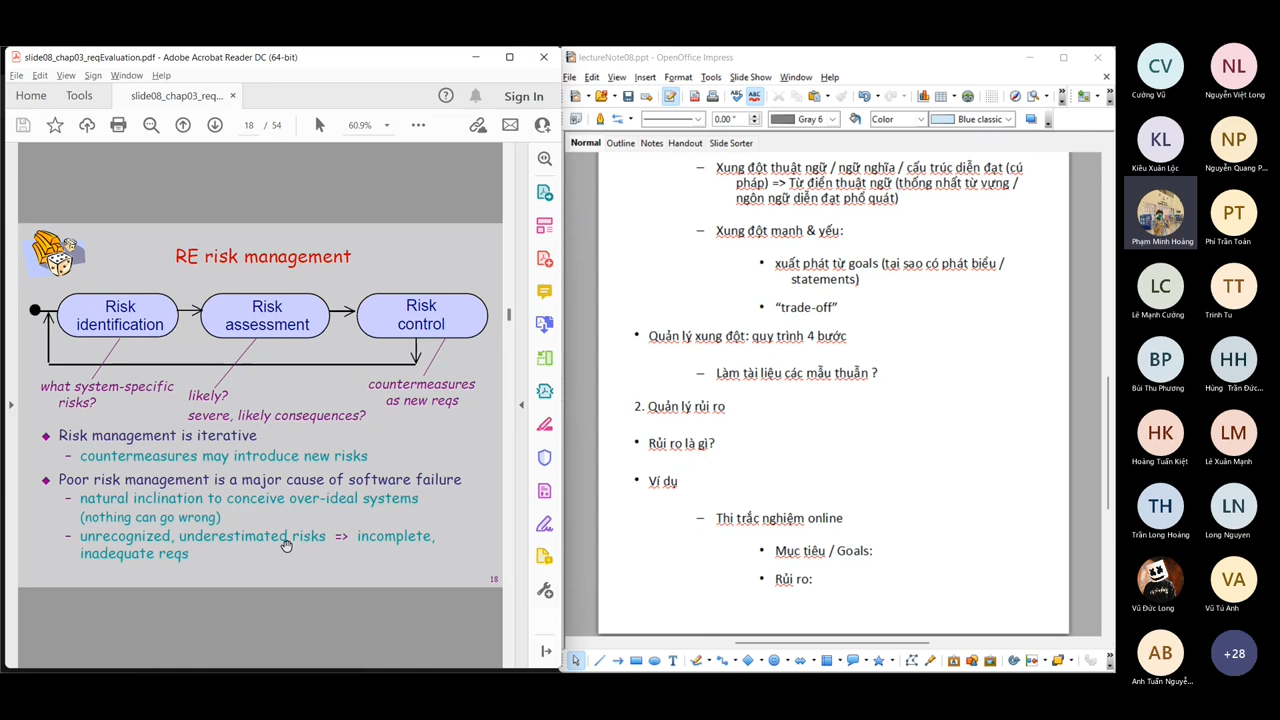 slide08_chap03_reqEvaluation.pdf - Adobe Acrobat Reader DC (64-bit)
File Edit View Sign Window Help
Home Tools slide08_chap03_req... × Sign In
18 / 54 60.9%
RE risk management
Risk identification
Risk assessment
Risk control
what system-specific risks?
likely?
severe, likely consequences?
countermeasures as new reqs
Risk management is iterative
– countermeasures may introduce new risks
Poor risk management is a major cause of software failure
– natural inclination to conceive over-ideal systems
(nothing can go wrong)
– unrecognized, underestimated risks => incomplete,
inadequate reqs
18
lectureNote08.ppt - OpenOffice Impress
File Edit View Insert Format Tools Slide Show Window Help
0.00 " Gray 6 Color Blue classic
Normal Outline Notes Handout Slide Sorter
– Xung đột thuật ngữ / ngữ nghĩa / cấu trúc diễn đạt (cú
pháp) => Từ điển thuật ngữ (thống nhất từ vựng /
ngôn ngữ diễn đạt phổ quát)
– Xung đột mạnh & yếu:
• xuất phát từ goals (tại sao có phát biểu /
statements)
• “trade-off”
• Quản lý xung đột: quy trình 4 bước
– Làm tài liệu các mẫu thuẫn ?
2. Quản lý rủi ro
• Rủi ro là gì?
• Ví dụ
– Thi trắc nghiệm online
• Mục tiêu / Goals:
• Rủi ro:
CV NL
Cường Vũ Nguyễn Việt Long
KL NP
Kiều Xuân Lộc Nguyễn Quang P...
PT
Phạm Minh Hoàng Phí Trần Toàn
LC TT
Lê Mạnh Cường Trinh Tu
BP HH
Bùi Thu Phương Hùng Trần Đức...
HK LM
Hoàng Tuấn Kiệt Lê Xuân Mạnh
TH LN
Trần Long Hoàng Long Nguyen
VA
Vũ Đức Long Vũ Tú Anh
AB +28
Anh Tuấn Nguyễ...